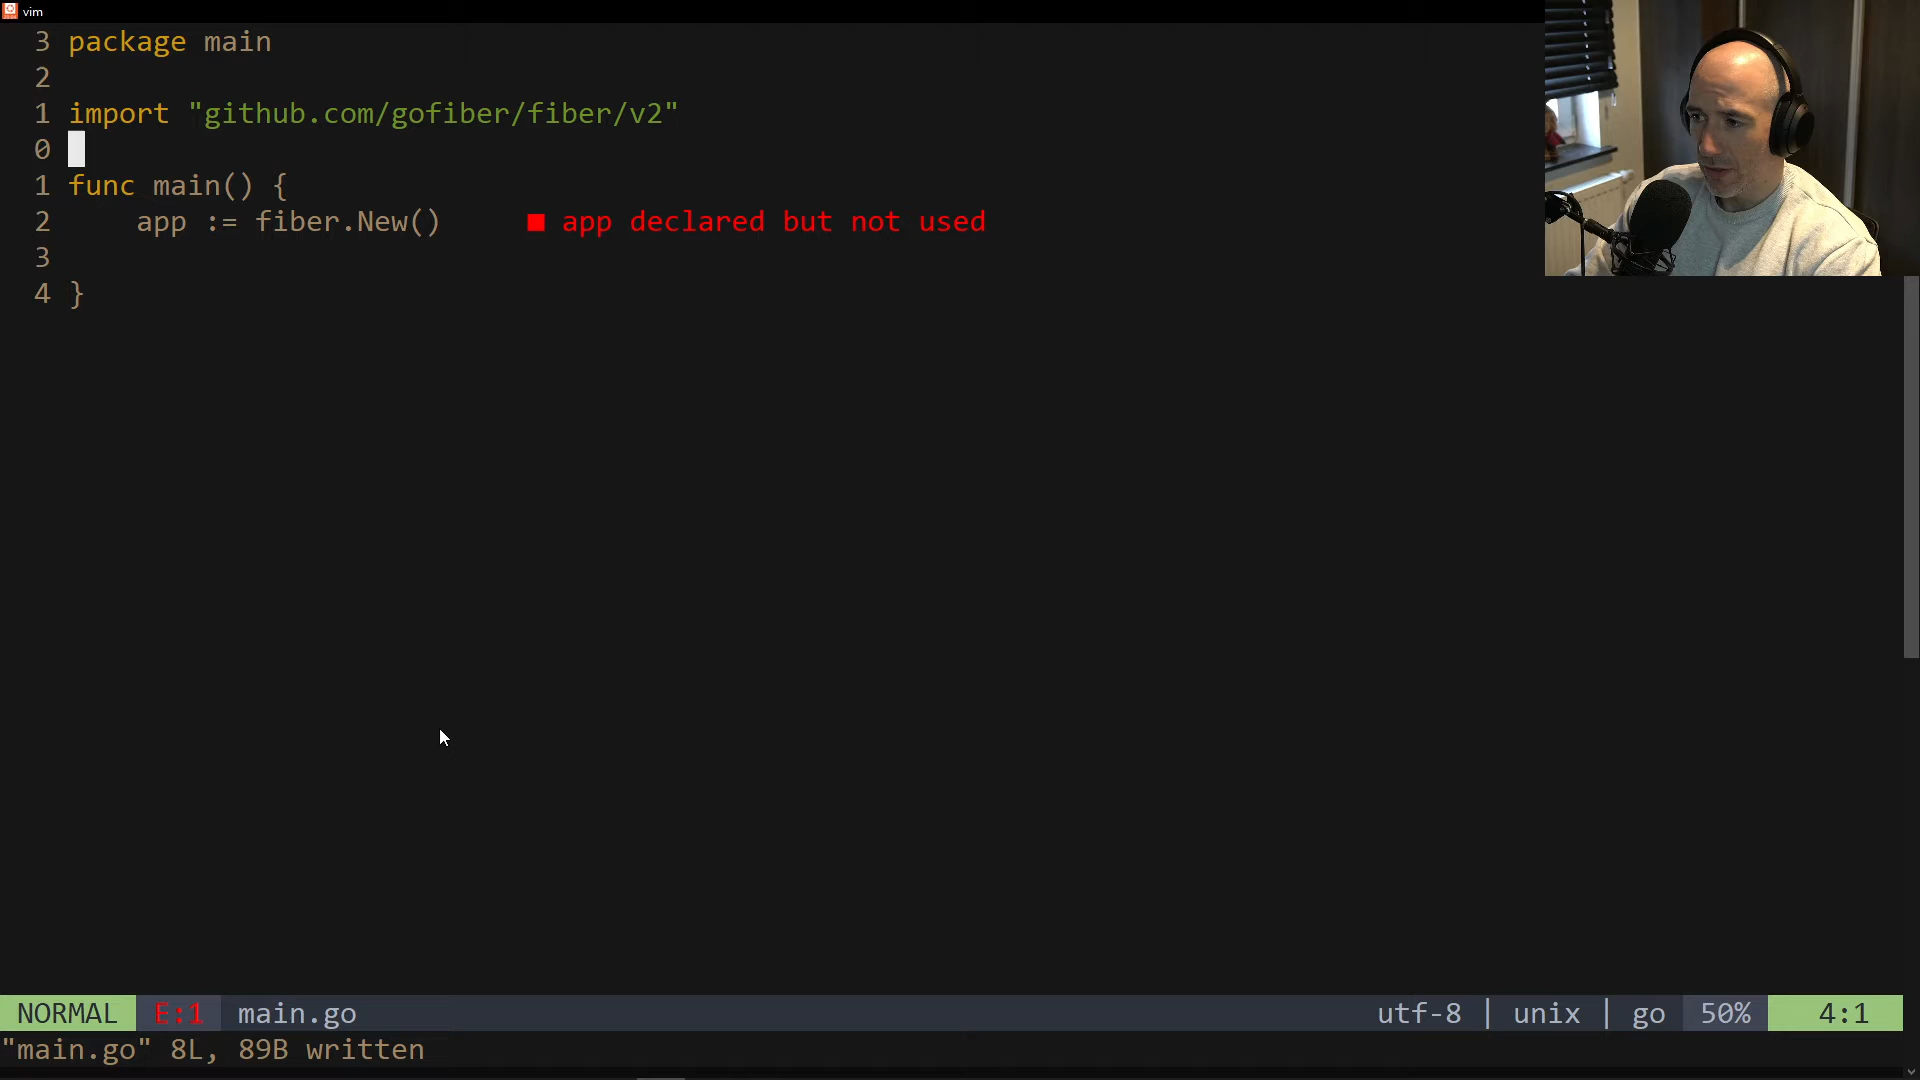 vim
3 package main
2
1 import "github.com/gofiber/fiber/v2"
0
1 func main() {
2 app := fiber.New() ■ app declared but not used
3
4 }
NORMAL E:1 main.go utf-8 | unix | go 50% 4:1
"main.go" 8L, 89B written